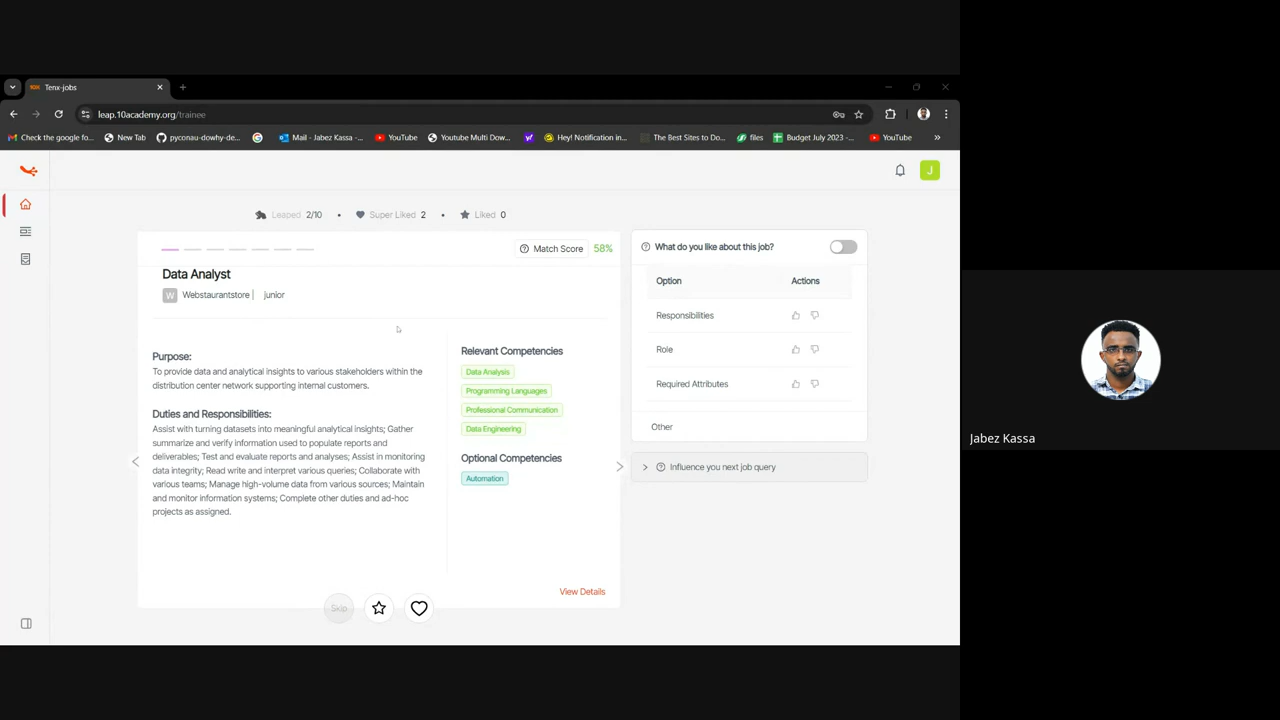 Tenx-jobs
leap.10academy.org/trainee
Check the google fo...
New Tab
pyconau-dowhy-de...
Mail - Jabez Kassa -...
YouTube
Youtube Multi Dow...
Hey! Notification in...
The Best Sites to Do...
files
Budget July 2023 -...
YouTube
J
Leaped 2/10 • Super Liked 2 • Liked 0
Match Score 58%
Data Analyst
W Webstaurantstore | junior
Purpose:
To provide data and analytical insights to various stakeholders within the
distribution center network supporting internal customers.
Duties and Responsibilities:
Assist with turning datasets into meaningful analytical insights; Gather
summarize and verify information used to populate reports and
deliverables; Test and evaluate reports and analyses; Assist in monitoring
data integrity; Read write and interpret various queries; Collaborate with
various teams; Manage high-volume data from various sources; Maintain
and monitor information systems; Complete other duties and ad-hoc
projects as assigned.
Relevant Competencies
Data Analysis
Programming Languages
Professional Communication
Data Engineering
Optional Competencies
Automation
View Details
Skip
What do you like about this job?
Option Actions
Responsibilities
Role
Required Attributes
Other
Influence you next job query
Jabez Kassa